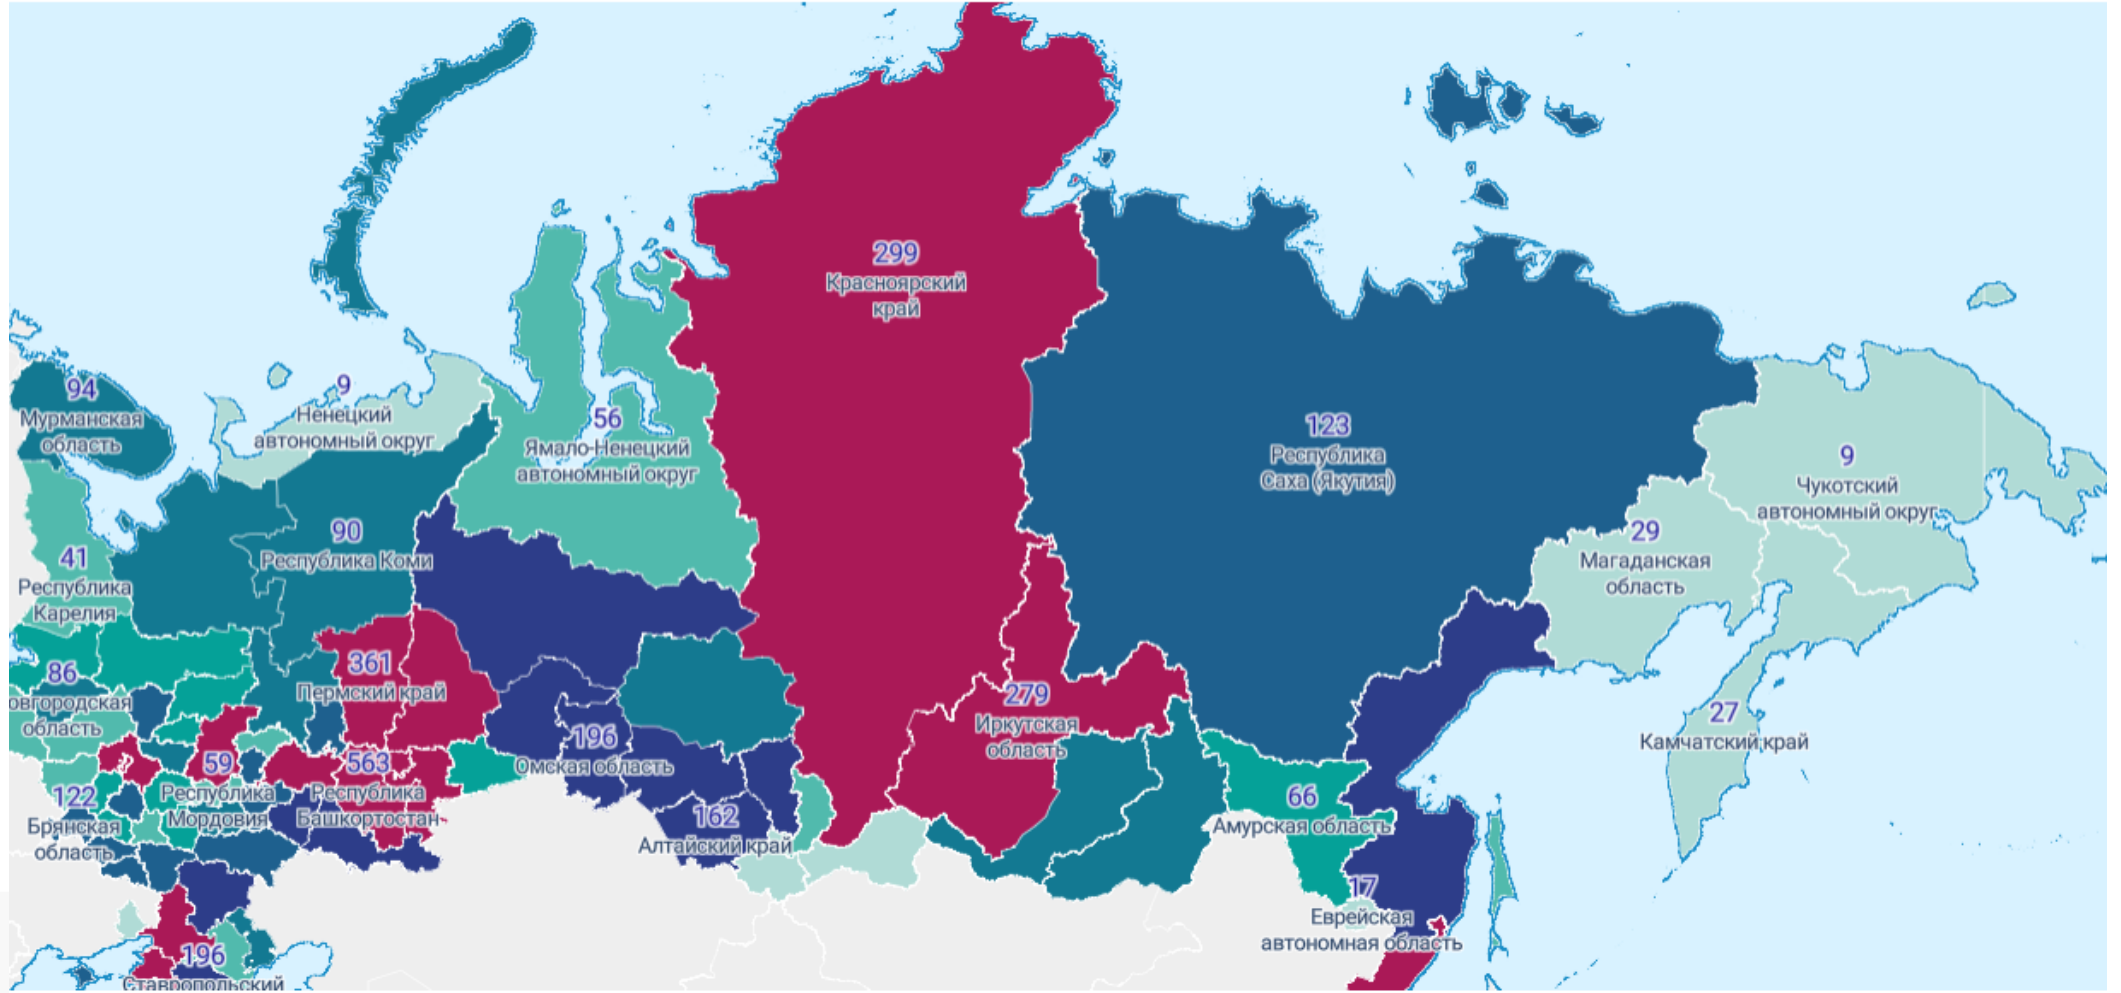 299
Красноярский
край
94
Мурманская
область
9
Ненецкий
автономный округ
56
Ямало-Ненецкий
автономный округ
123
Республика
Саха (Якутия)
9
Чукотский
автономный округ
90
Республика Коми
29
Магаданская
область
41
Республика
Карелия
86
овгородская
область
361
Пермский край
279
Иркутская
область
27
Камчатский край
196
Омская область
59
Республика
Мордовия
563
Республика
Башкортостан
122
Брянская
область
162
Алтайский край
66
Амурская область
17
Еврейская
автономная область
196
Ставропольский